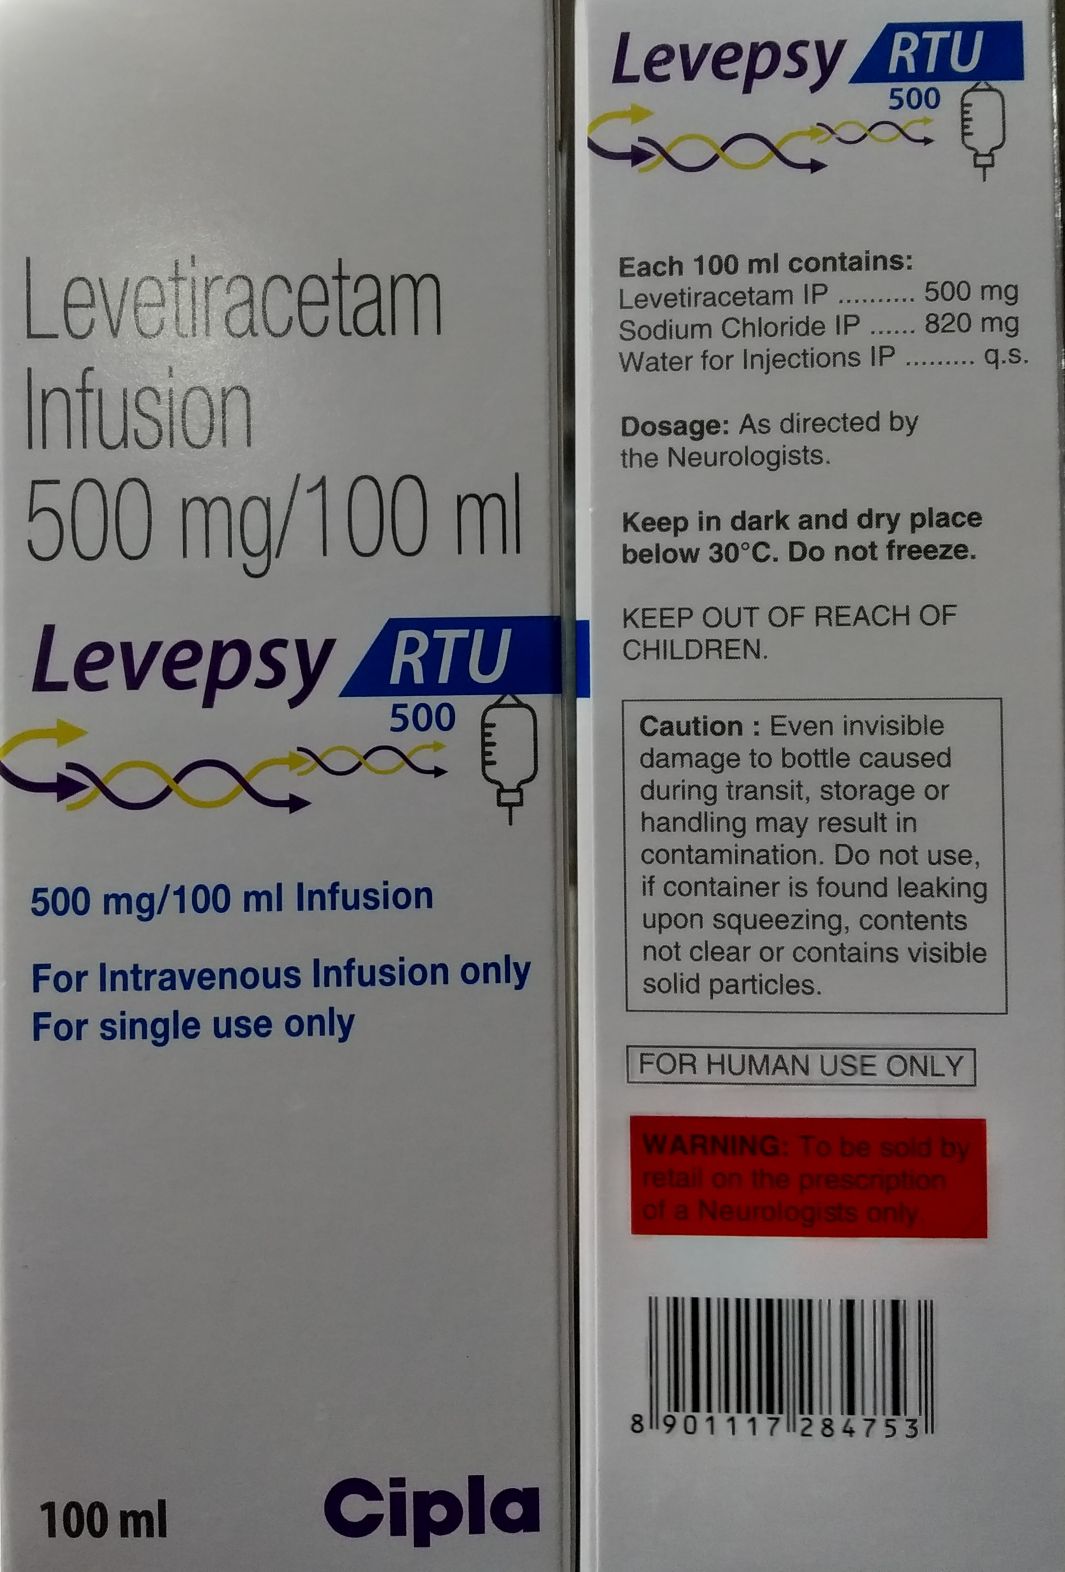 Levetiracetam
Infusion
500 mg/100 ml
Levepsy RTU
500
500 mg/100 ml Infusion
For Intravenous Infusion only
For single use only
100 ml
Cipla
Levepsy RTU
500
Each 100 ml contains:
Levetiracetam IP .......... 500 mg
Sodium Chloride IP ...... 820 mg
Water for Injections IP ......... q.s.
Dosage: As directed by
the Neurologists.
Keep in dark and dry place
below 30°C. Do not freeze.
KEEP OUT OF REACH OF
CHILDREN.
Caution : Even invisible
damage to bottle caused
during transit, storage or
handling may result in
contamination. Do not use,
if container is found leaking
upon squeezing, contents
not clear or contains visible
solid particles.
FOR HUMAN USE ONLY
WARNING: To be sold by
retail on the prescription
of a Neurologists only
8 901117 284753